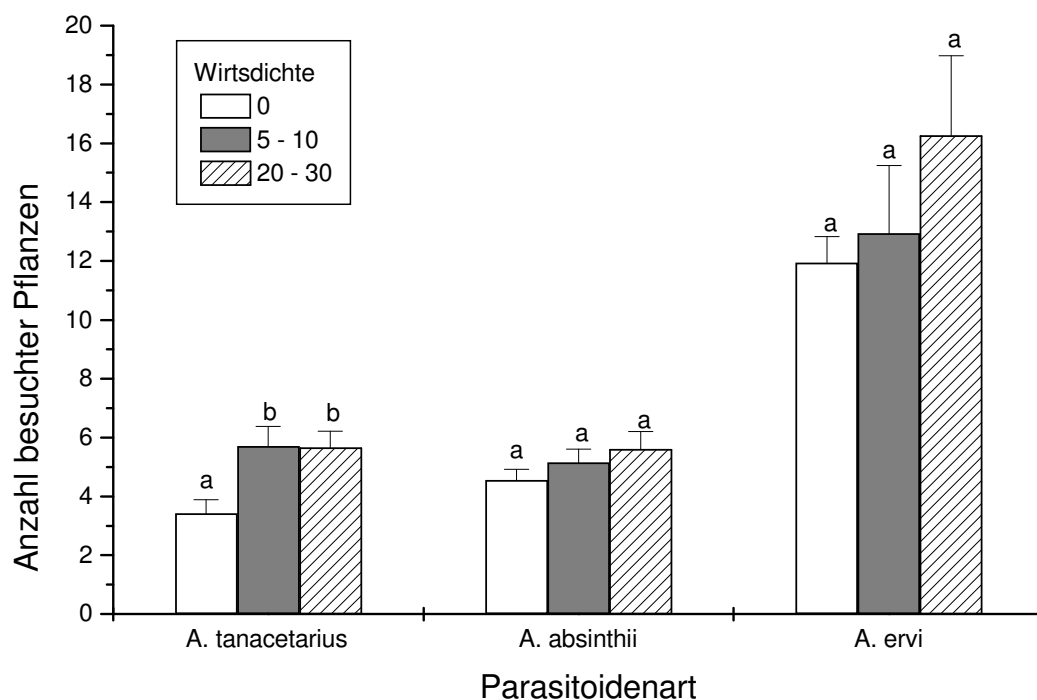 20
18
16
14
12
10
8
6
4
2
0
Anzahl besuchter Pflanzen
Wirtsdichte
0
5 - 10
20 - 30
a
b
b
a
a
a
a
a
a
A. tanacetarius
A. absinthii
A. ervi
Parasitoidenart